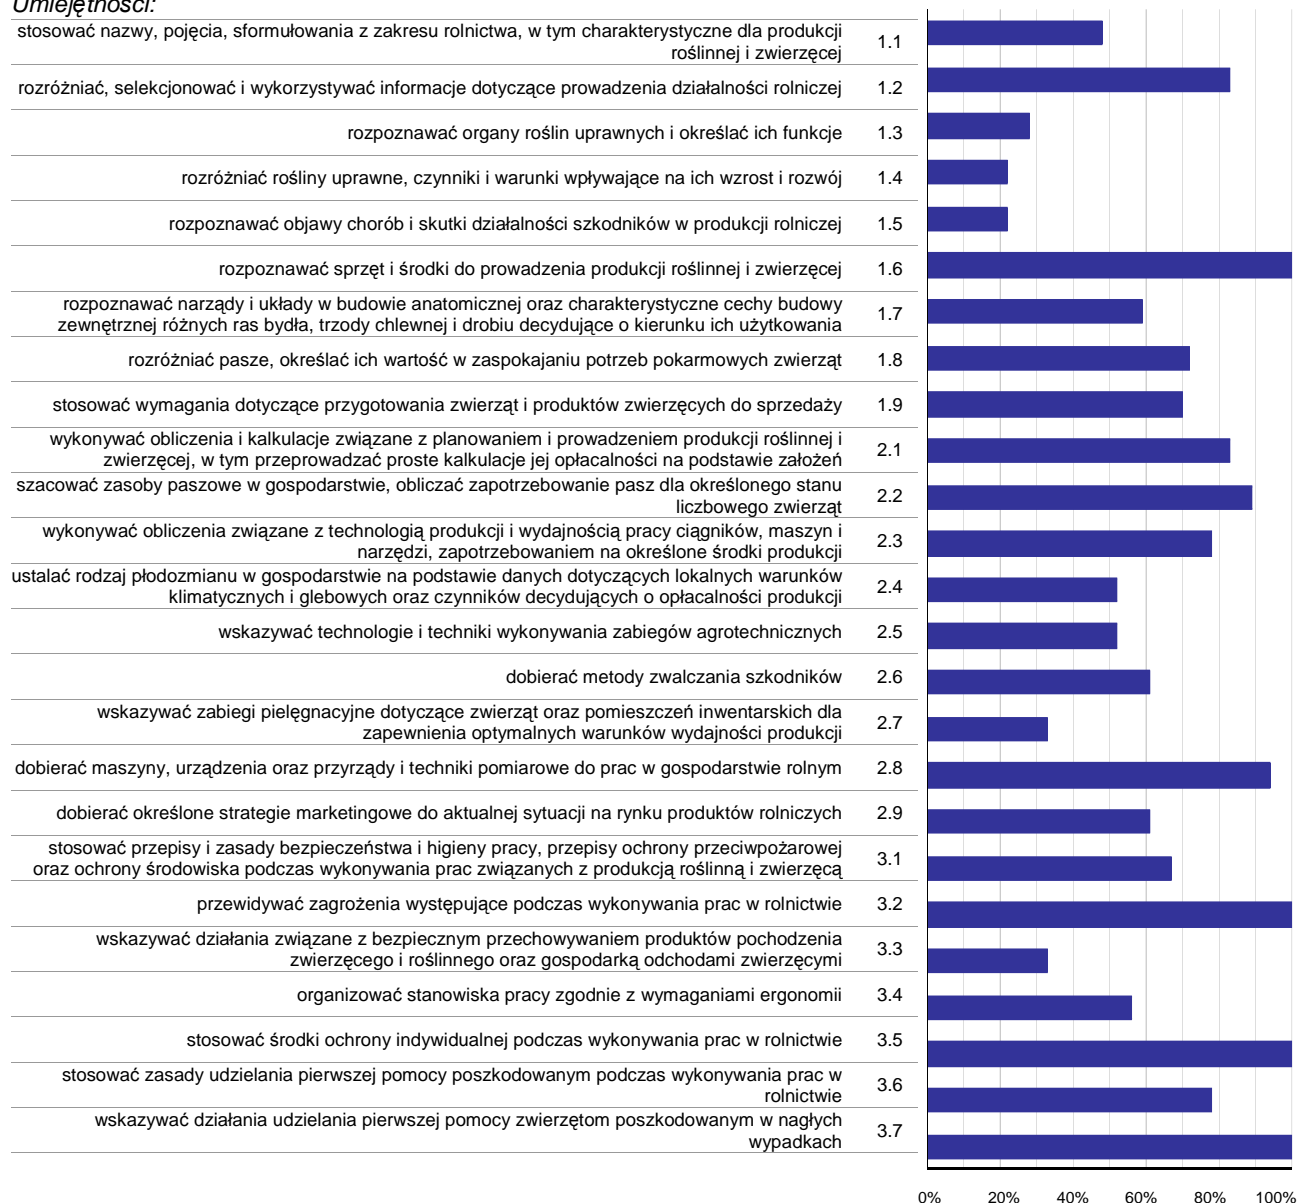 Umiejętności:
stosować nazwy, pojęcia, sformułowania z zakresu rolnictwa, w tym charakterystyczne dla produkcji
roślinnej i zwierzęcej
1.1
rozróżniać, selekcjonować i wykorzystywać informacje dotyczące prowadzenia działalności rolniczej 1.2
rozpoznawać organy roślin uprawnych i określać ich funkcje 1.3
rozróżniać rośliny uprawne, czynniki i warunki wpływające na ich wzrost i rozwój 1.4
rozpoznawać objawy chorób i skutki działalności szkodników w produkcji rolniczej 1.5
rozpoznawać sprzęt i środki do prowadzenia produkcji roślinnej i zwierzęcej 1.6
rozpoznawać narządy i układy w budowie anatomicznej oraz charakterystyczne cechy budowy
zewnętrznej różnych ras bydła, trzody chlewnej i drobiu decydujące o kierunku ich użytkowania
1.7
rozróżniać pasze, określać ich wartość w zaspokajaniu potrzeb pokarmowych zwierząt 1.8
stosować wymagania dotyczące przygotowania zwierząt i produktów zwierzęcych do sprzedaży 1.9
wykonywać obliczenia i kalkulacje związane z planowaniem i prowadzeniem produkcji roślinnej i
zwierzęcej, w tym przeprowadzać proste kalkulacje jej opłacalności na podstawie założeń
2.1
szacować zasoby paszowe w gospodarstwie, obliczać zapotrzebowanie pasz dla określonego stanu
liczbowego zwierząt
2.2
wykonywać obliczenia związane z technologią produkcji i wydajnością pracy ciągników, maszyn i
narzędzi, zapotrzebowaniem na określone środki produkcji
2.3
ustalać rodzaj płodozmianu w gospodarstwie na podstawie danych dotyczących lokalnych warunków
klimatycznych i glebowych oraz czynników decydujących o opłacalności produkcji
2.4
wskazywać technologie i techniki wykonywania zabiegów agrotechnicznych 2.5
dobierać metody zwalczania szkodników 2.6
wskazywać zabiegi pielęgnacyjne dotyczące zwierząt oraz pomieszczeń inwentarskich dla
zapewnienia optymalnych warunków wydajności produkcji
2.7
dobierać maszyny, urządzenia oraz przyrządy i techniki pomiarowe do prac w gospodarstwie rolnym 2.8
dobierać określone strategie marketingowe do aktualnej sytuacji na rynku produktów rolniczych 2.9
stosować przepisy i zasady bezpieczeństwa i higieny pracy, przepisy ochrony przeciwpożarowej
oraz ochrony środowiska podczas wykonywania prac związanych z produkcją roślinną i zwierzęcą
3.1
przewidywać zagrożenia występujące podczas wykonywania prac w rolnictwie 3.2
wskazywać działania związane z bezpiecznym przechowywaniem produktów pochodzenia
zwierzęcego i roślinnego oraz gospodarką odchodami zwierzęcymi
3.3
organizować stanowiska pracy zgodnie z wymaganiami ergonomii 3.4
stosować środki ochrony indywidualnej podczas wykonywania prac w rolnictwie 3.5
stosować zasady udzielania pierwszej pomocy poszkodowanym podczas wykonywania prac w
rolnictwie
3.6
wskazywać działania udzielania pierwszej pomocy zwierzętom poszkodowanym w nagłych
wypadkach
3.7
0% 20% 40% 60% 80% 100%